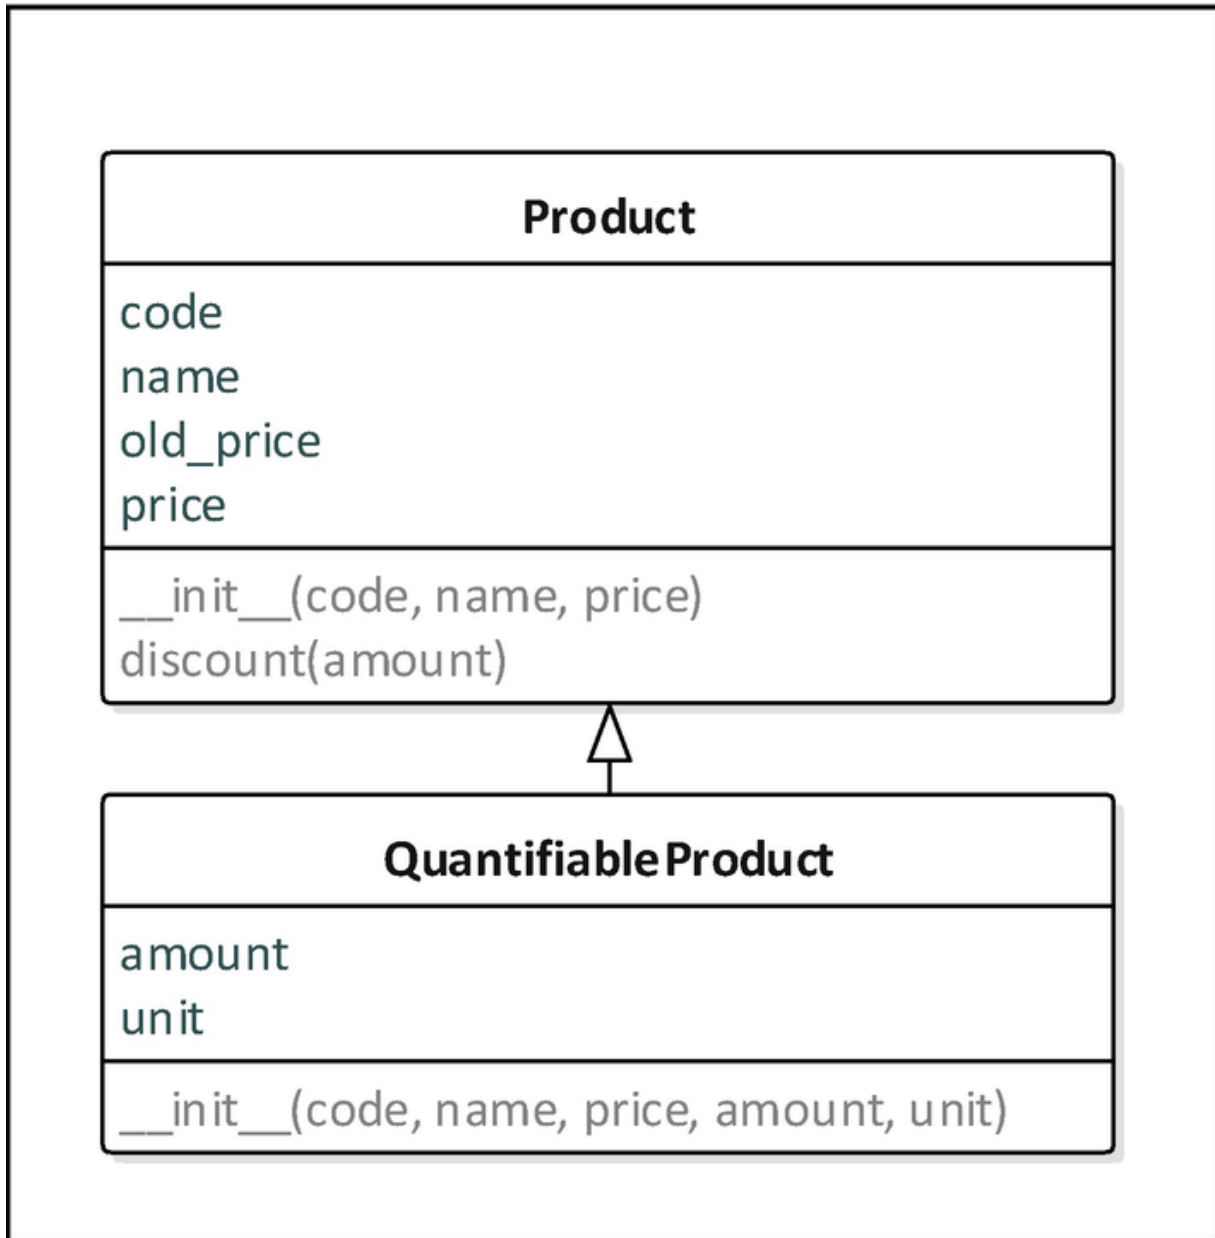 Product
code
name
old_price
price
__init__(code, name, price)
discount(amount)
QuantifiableProduct
amount
unit
__init__(code, name, price, amount, unit)